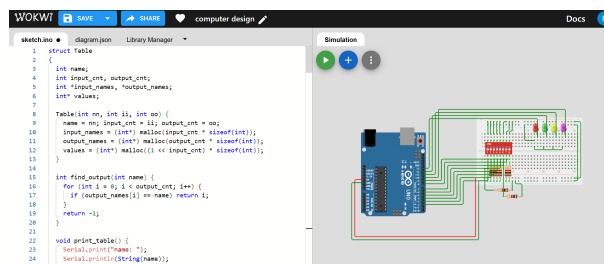 WOKWI SAVE SHARE computer design Docs
sketch.ino diagram.json Library Manager Simulation
1 struct Table
2 {
3 int name;
4 int input_cnt, output_cnt;
5 int *input_names, *output_names;
6 int* values;
7
8 Table(int nn, int ii, int oo) {
9 name = nn; input_cnt = ii; output_cnt = oo;
10 input_names = (int*) malloc(input_cnt * sizeof(int));
11 output_names = (int*) malloc(output_cnt * sizeof(int));
12 values = (int*) malloc((1 << input_cnt) * sizeof(int));
13 }
14
15 int find_output(int name) {
16 for (int i = 0; i < output_cnt; i++) {
17 if (output_names[i] == name) return i;
18 }
19 return -1;
20 }
21
22 void print_table() {
23 Serial.print("name: ");
24 Serial.println(String(name));
UNO